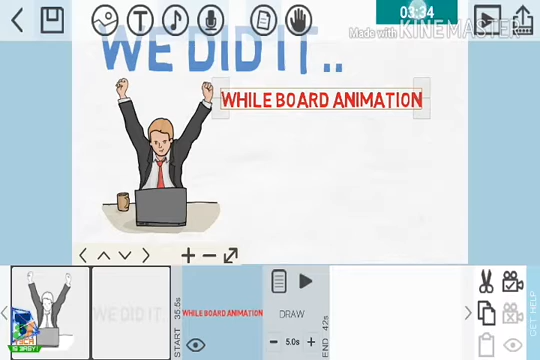 03:34
Made with KINEMASTER
WE DID IT..
WHILE BOARD ANIMATION
WE DID IT..
START 35.5s
WHILE BOARD ANIMATION
DRAW
5.0s
END 42s
GET HELP